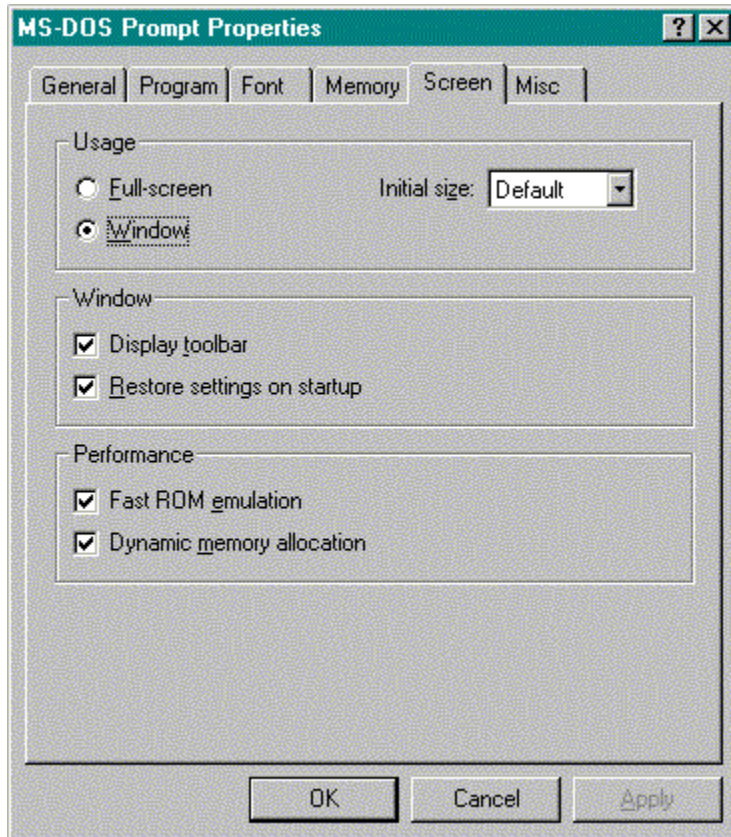 MS-DOS Prompt Properties
General Program Font Memory Screen Misc
Usage
Full-screen Initial size: Default
Window
Window
Display toolbar
Restore settings on startup
Performance
Fast ROM emulation
Dynamic memory allocation
OK Cancel Apply